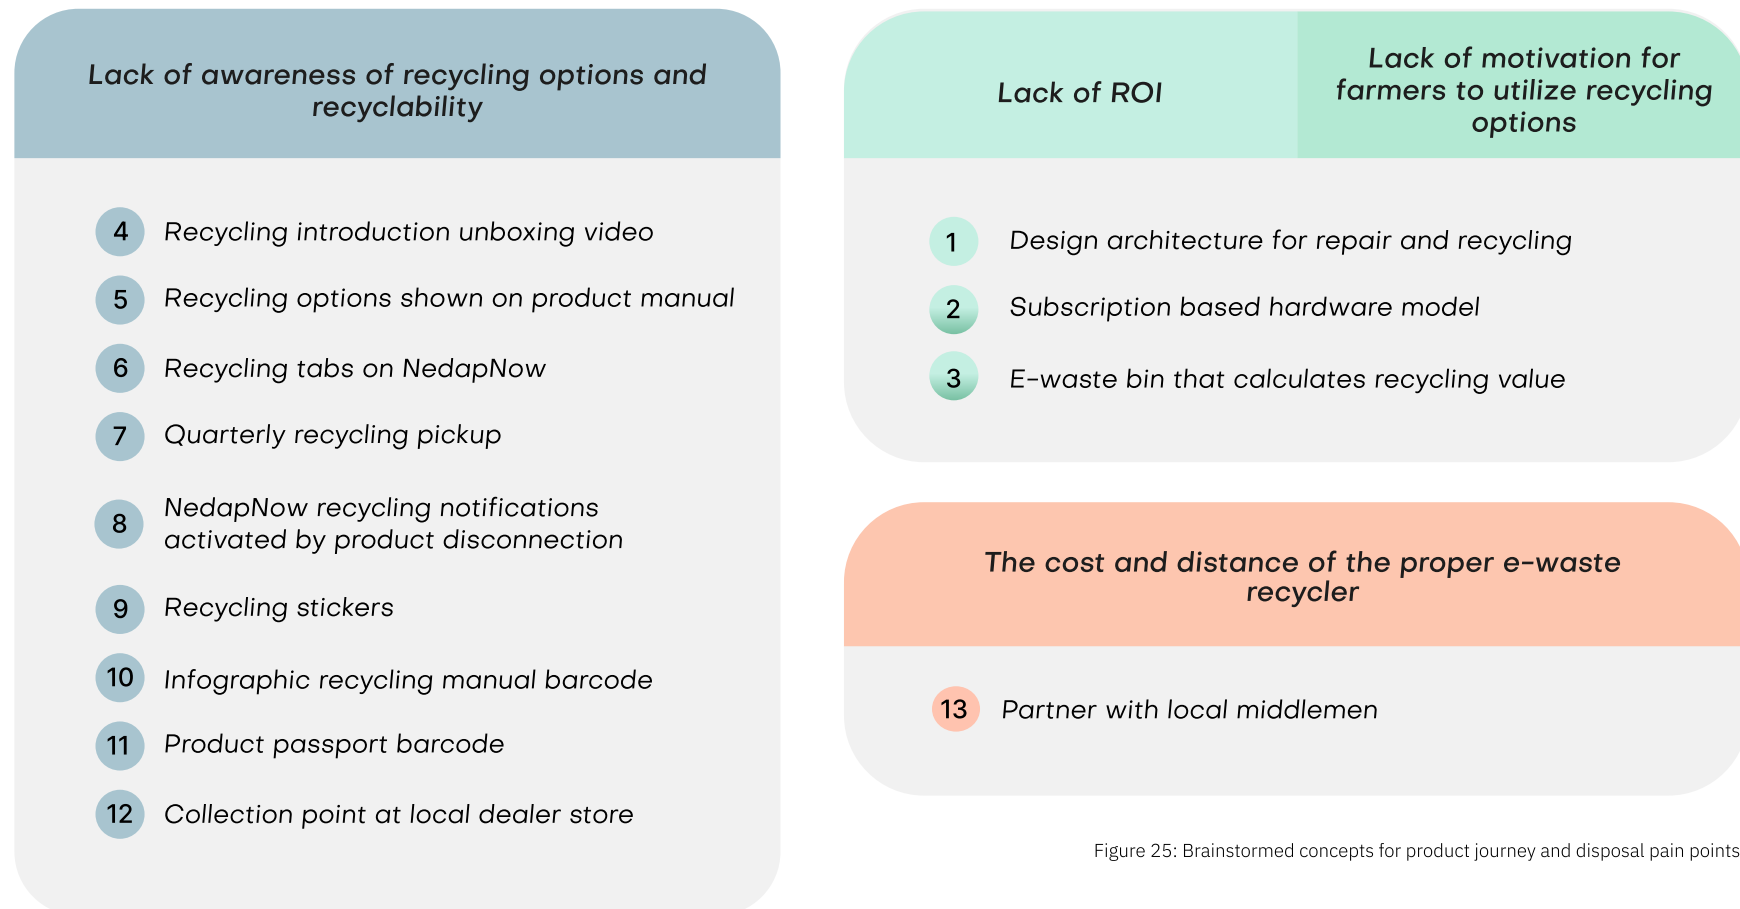 Lack of awareness of recycling options and
recyclability
4 Recycling introduction unboxing video
5 Recycling options shown on product manual
6 Recycling tabs on NedapNow
7 Quarterly recycling pickup
8 NedapNow recycling notifications
activated by product disconnection
9 Recycling stickers
10 Infographic recycling manual barcode
11 Product passport barcode
12 Collection point at local dealer store
Lack of ROI
Lack of motivation for
farmers to utilize recycling
options
1 Design architecture for repair and recycling
2 Subscription based hardware model
3 E-waste bin that calculates recycling value
The cost and distance of the proper e-waste
recycler
13 Partner with local middlemen
Figure 25: Brainstormed concepts for product journey and disposal pain points